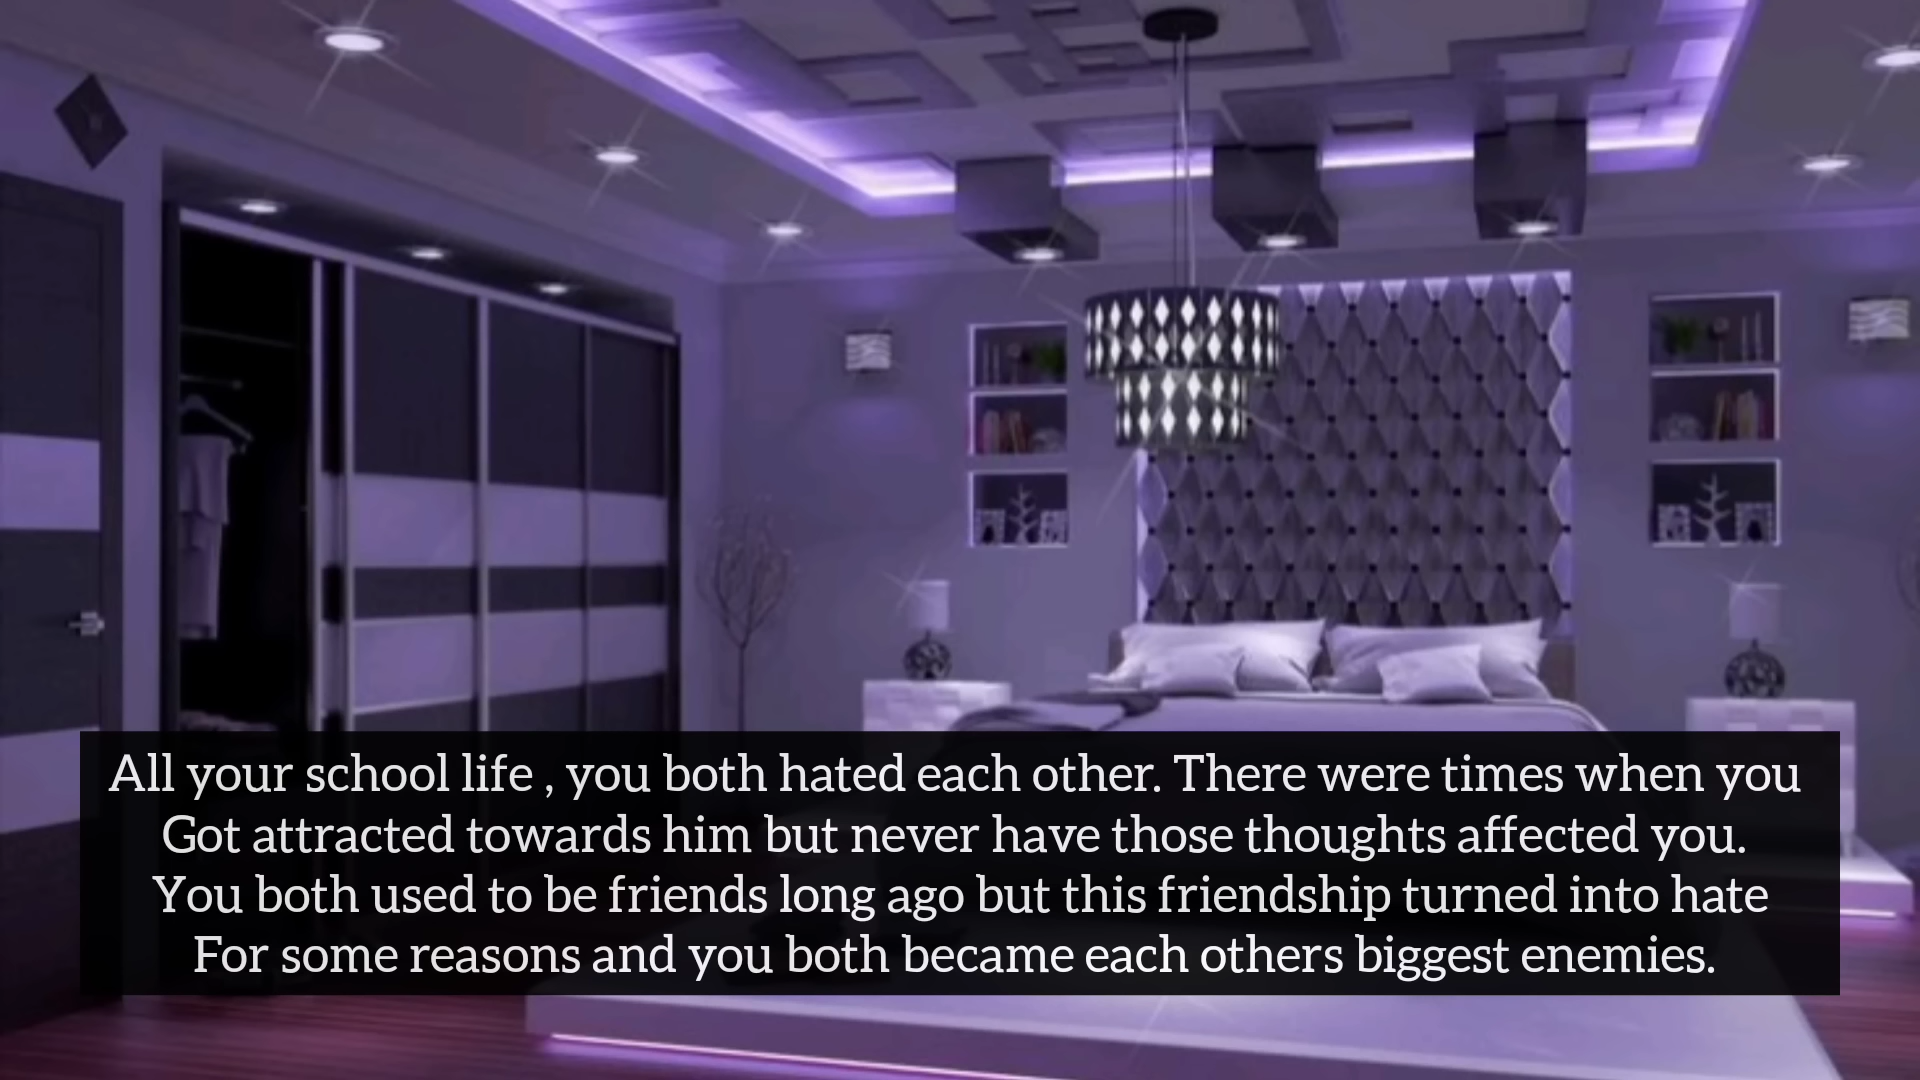 All your school life , you both hated each other. There were times when you
Got attracted towards him but never have those thoughts affected you.
You both used to be friends long ago but this friendship turned into hate
For some reasons and you both became each others biggest enemies.